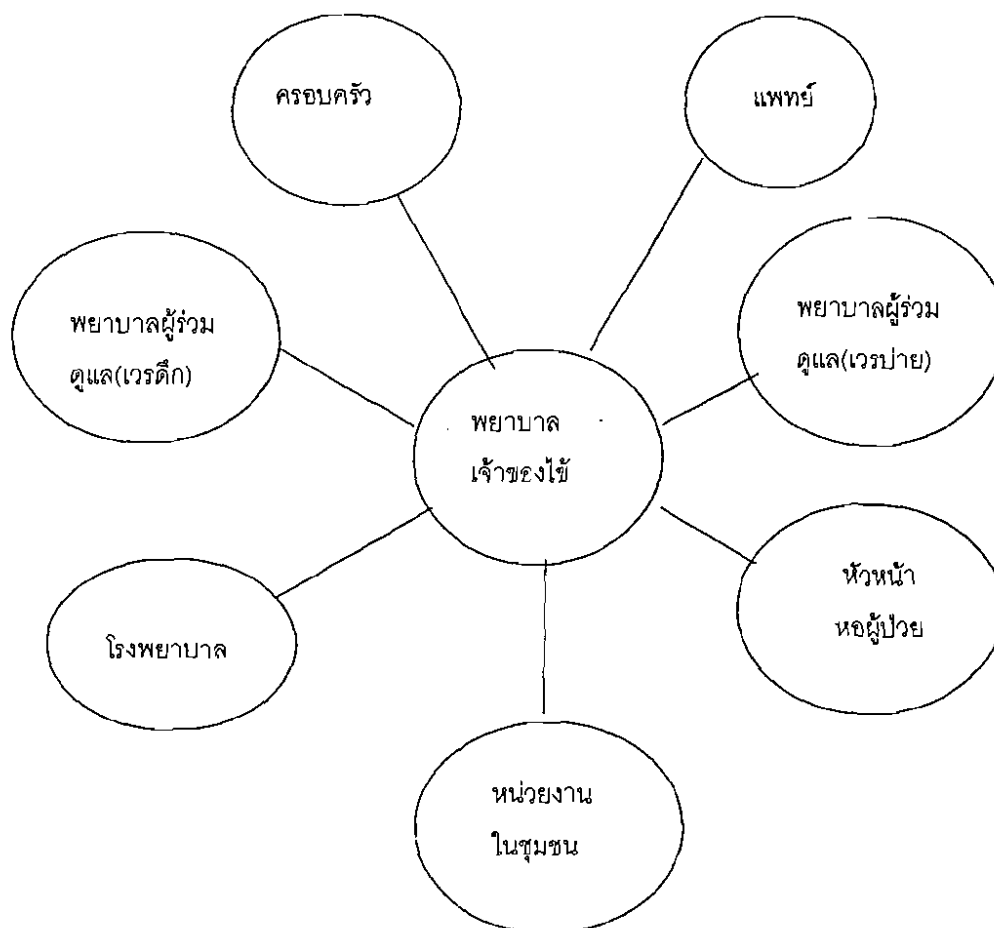 ครอบครัว
แพทย์
พยาบาลผู้ร่วม
ดูแล(เวรดึก)
พยาบาลผู้ร่วม
ดูแล(เวรบ่าย)
พยาบาล
เจ้าของไข้
โรงพยาบาล
หัวหน้า
หอผู้ป่วย
หน่วยงาน
ในชุมชน